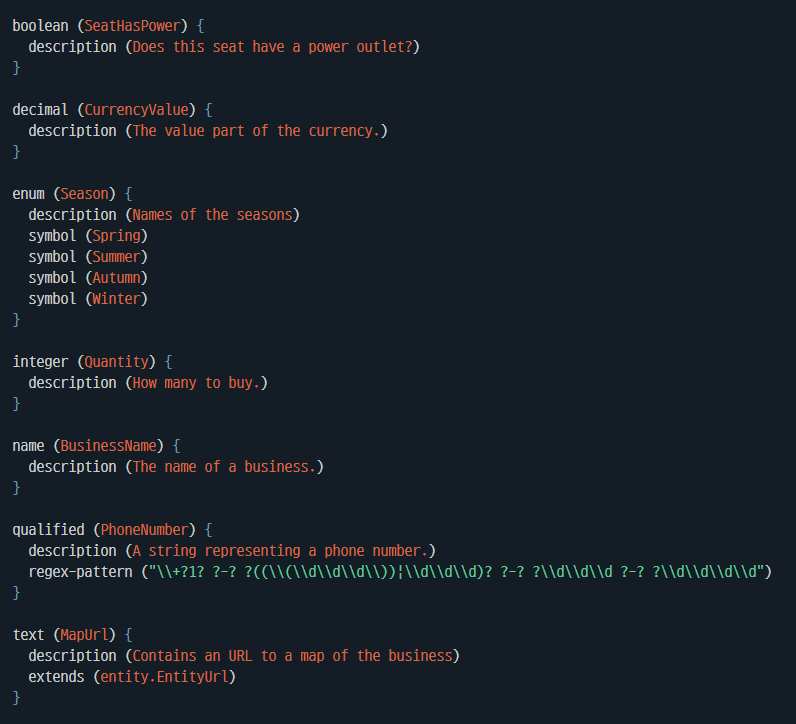 boolean (SeatHasPower) {
  description (Does this seat have a power outlet?)
}

decimal (CurrencyValue) {
  description (The value part of the currency.)
}

enum (Season) {
  description (Names of the seasons)
  symbol (Spring)
  symbol (Summer)
  symbol (Autumn)
  symbol (Winter)
}

integer (Quantity) {
  description (How many to buy.)
}

name (BusinessName) {
  description (The name of a business.)
}

qualified (PhoneNumber) {
  description (A string representing a phone number.)
  regex-pattern ("\\+?1? ?-? ?((\\(\\d\\d\\d\\))¦\\d\\d\\d)? ?-? ?\\d\\d\\d ?-? ?\\d\\d\\d\\d")
}

text (MapUrl) {
  description (Contains an URL to a map of the business)
  extends (entity.EntityUrl)
}